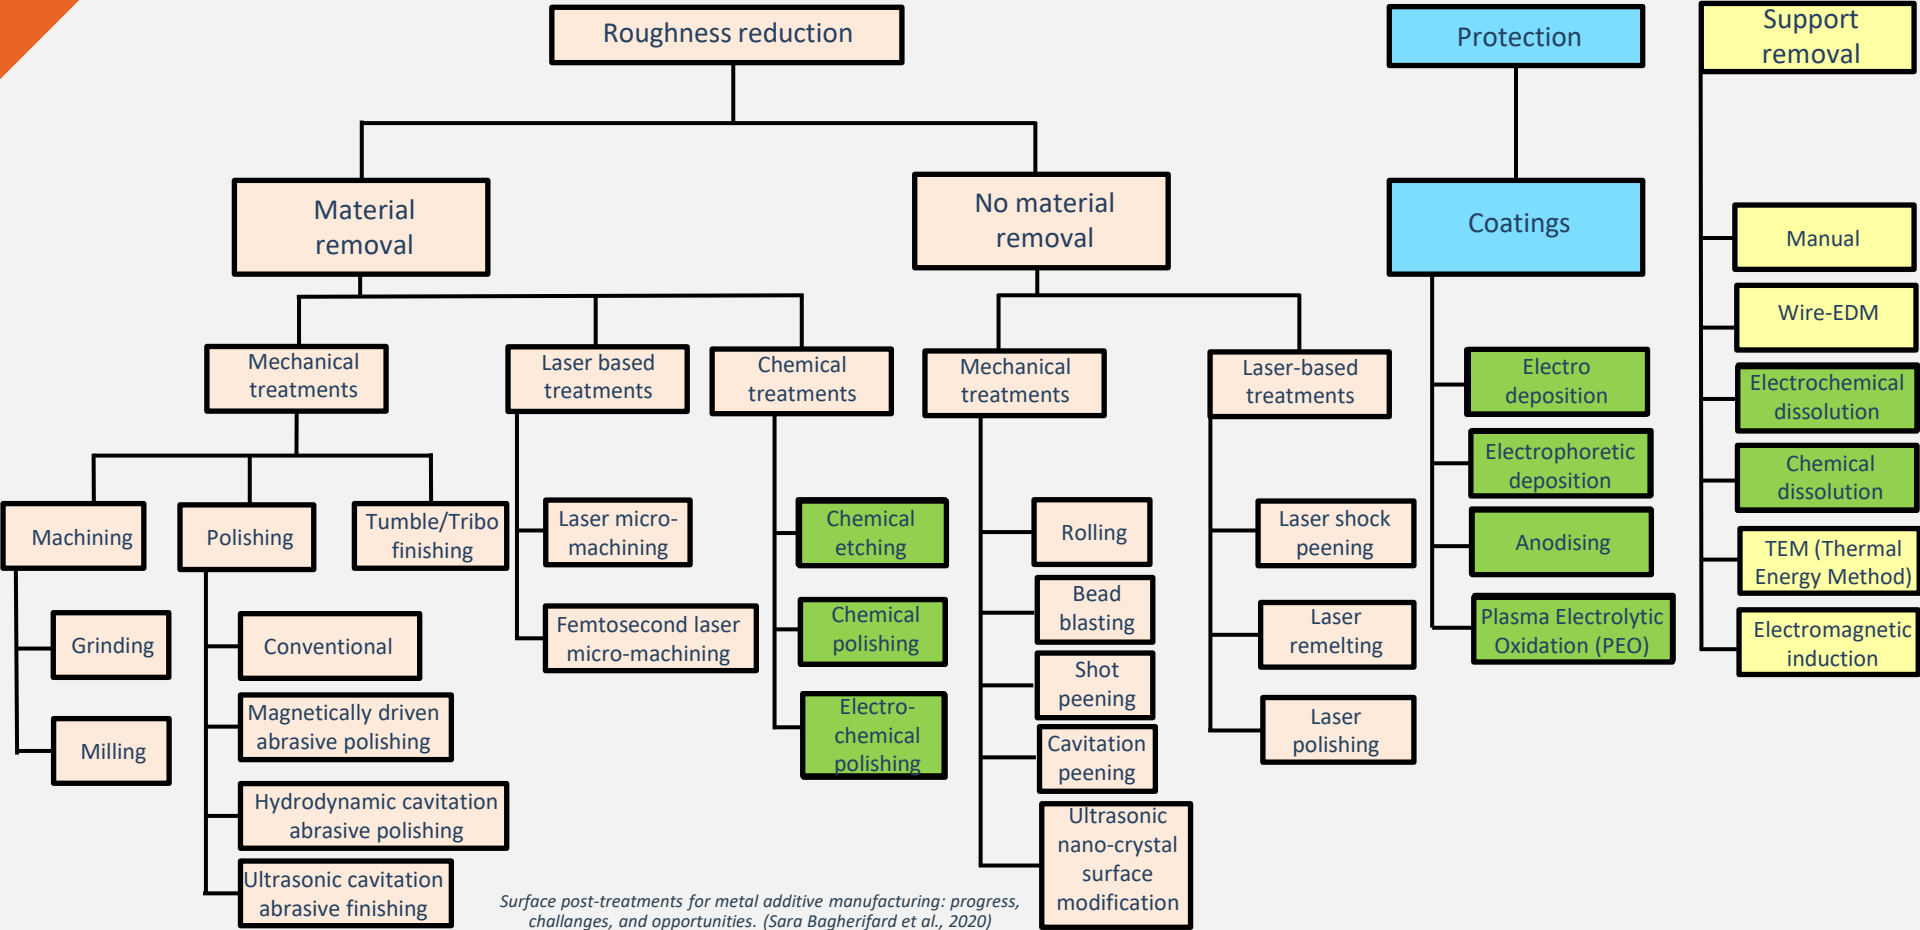 Roughness reduction
Protection
Support
removal
Material
removal
No material
removal
Coatings
Manual
Wire-EDM
Electrochemical
dissolution
Chemical
dissolution
TEM (Thermal
Energy Method)
Electromagnetic
induction
Mechanical
treatments
Laser based
treatments
Chemical
treatments
Mechanical
treatments
Laser-based
treatments
Electro
deposition
Electrophoretic
deposition
Anodising
Plasma Electrolytic
Oxidation (PEO)
Machining
Polishing
Tumble/Tribo
finishing
Laser micro-
machining
Femtosecond laser
micro-machining
Chemical
etching
Chemical
polishing
Electro-
chemical
polishing
Rolling
Bead
blasting
Shot
peening
Cavitation
peening
Ultrasonic
nano-crystal
surface
modification
Laser shock
peening
Laser
remelting
Laser
polishing
Grinding
Milling
Conventional
Magnetically driven
abrasive polishing
Hydrodynamic cavitation
abrasive polishing
Ultrasonic cavitation
abrasive finishing
Surface post-treatments for metal additive manufacturing: progress,
challanges, and opportunities. (Sara Bagherifard et al., 2020)